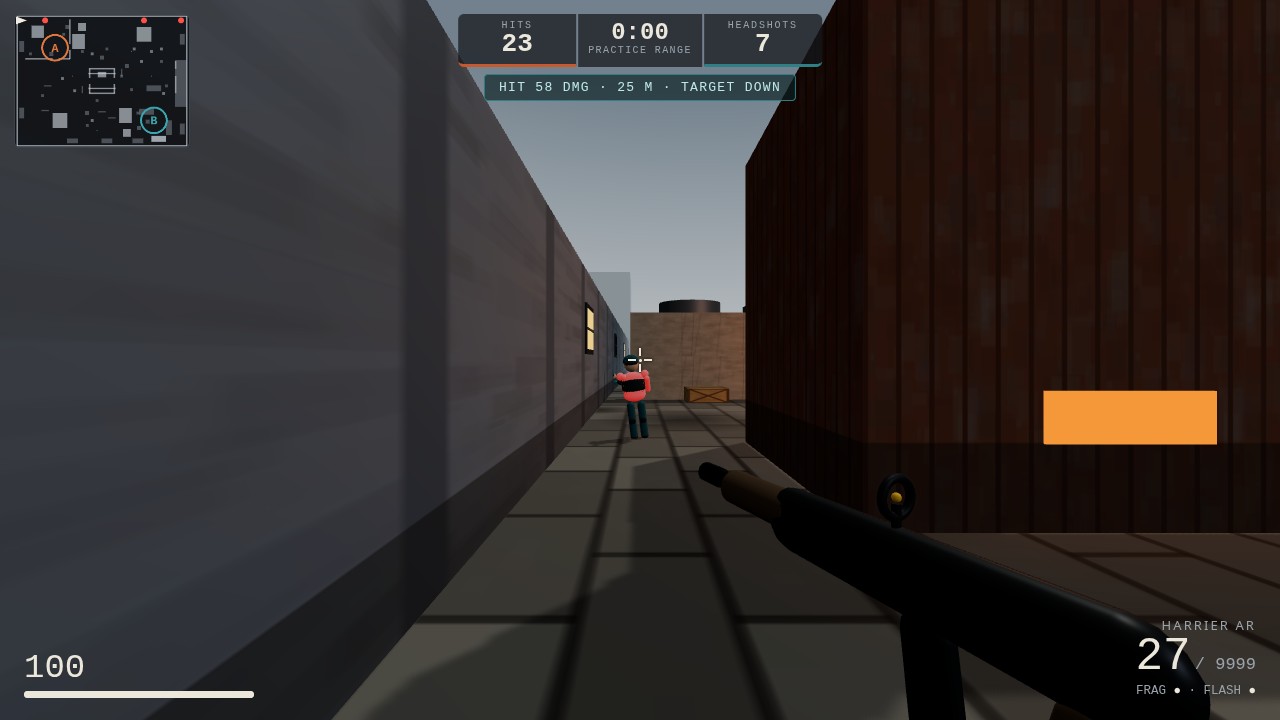 A
B
HITS
23
0:00
PRACTICE RANGE
HEADSHOTS
7
HIT 58 DMG · 25 M · TARGET DOWN
100
HARRIER AR
27 / 9999
FRAG ● · FLASH ●